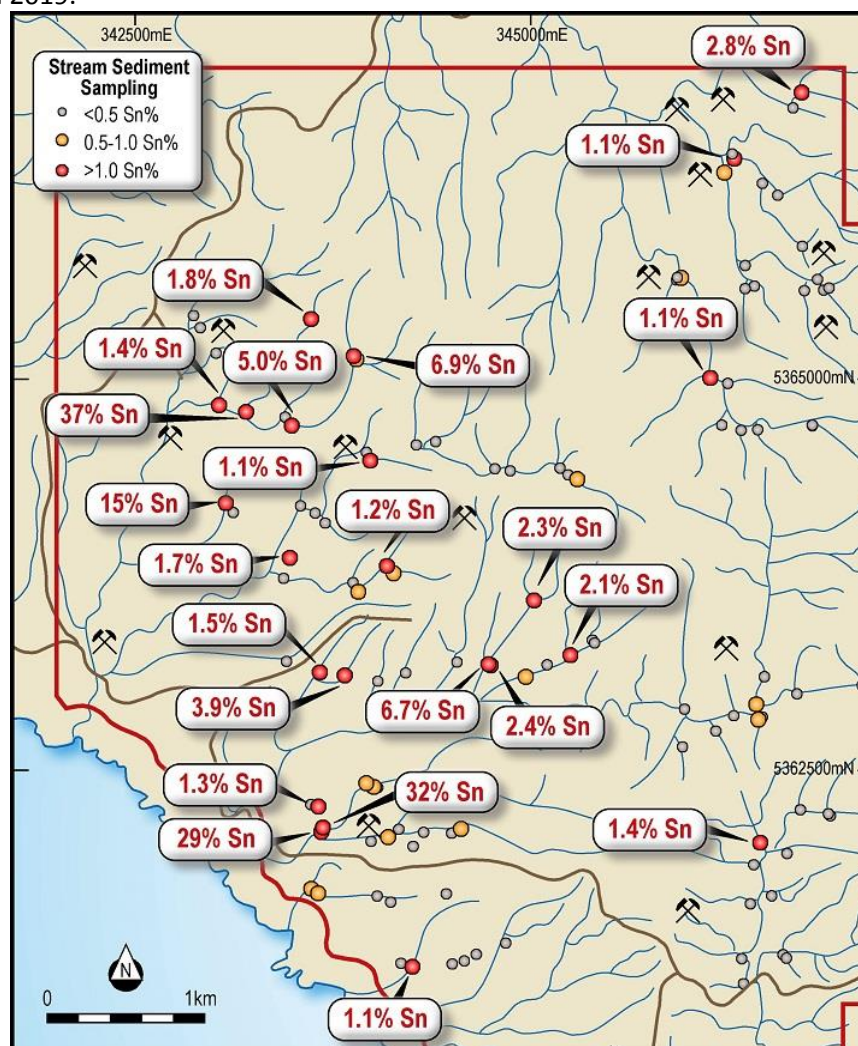 342500mE
345000mE
Stream Sediment
Sampling
<0.5 Sn%
0.5-1.0 Sn%
>1.0 Sn%
2.8% Sn
1.1% Sn
1.8% Sn
1.1% Sn
1.4% Sn
5.0% Sn
6.9% Sn
5365000mN
37% Sn
1.1% Sn
15% Sn
1.2% Sn
2.3% Sn
1.7% Sn
2.1% Sn
1.5% Sn
3.9% Sn
6.7% Sn
2.4% Sn
5362500mN
1.3% Sn
32% Sn
29% Sn
1.4% Sn
N
0
1km
1.1% Sn